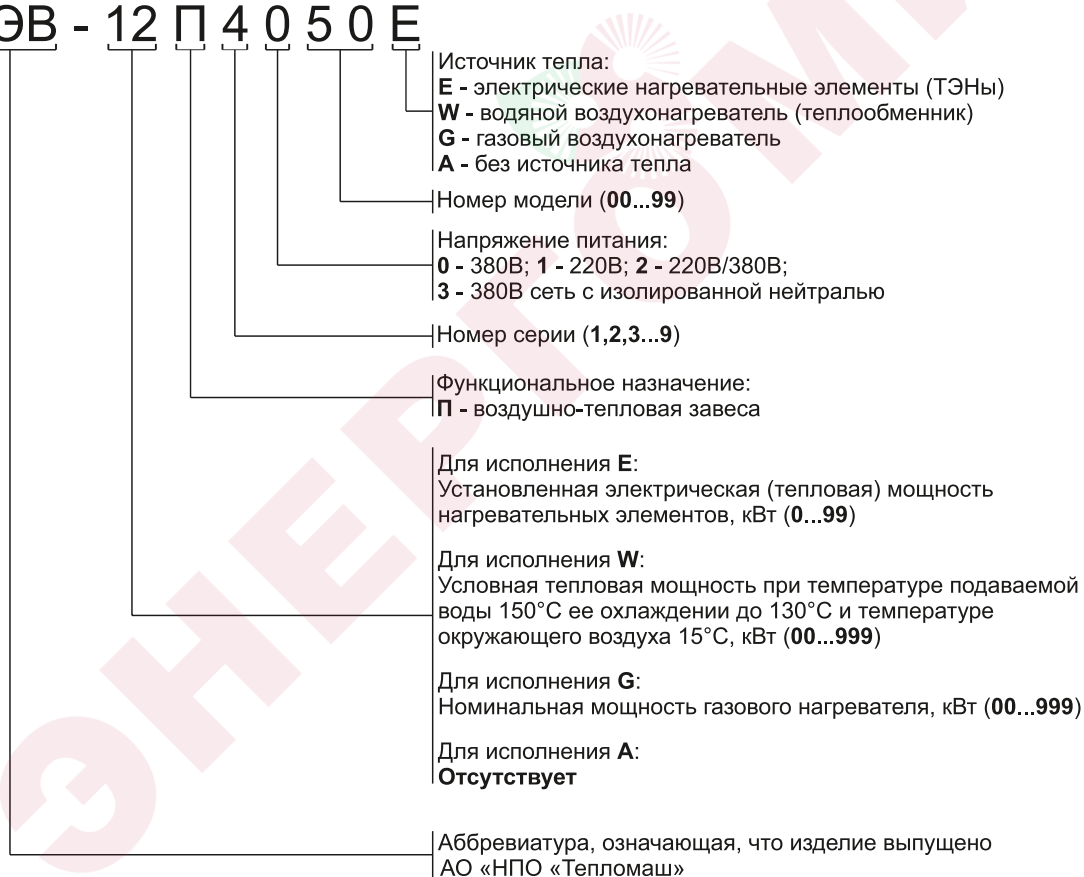 ЭВ - 12 П 4 0 5 0 E
Источник тепла:
E - электрические нагревательные элементы (ТЭНы)
W - водяной воздухонагреватель (теплообменник)
G - газовый воздухонагреватель
A - без источника тепла
Номер модели (00...99)
Напряжение питания:
0 - 380В; 1 - 220В; 2 - 220В/380В;
3 - 380В сеть с изолированной нейтралью
Номер серии (1,2,3...9)
Функциональное назначение:
П - воздушно-тепловая завеса
Для исполнения E:
Установленная электрическая (тепловая) мощность
нагревательных элементов, кВт (0...99)
Для исполнения W:
Условная тепловая мощность при температуре подаваемой
воды 150°С ее охлаждении до 130°С и температуре
окружающего воздуха 15°С, кВт (00...999)
Для исполнения G:
Номинальная мощность газового нагревателя, кВт (00...999)
Для исполнения A:
Отсутствует
Аббревиатура, означающая, что изделие выпущено
АО «НПО «Тепломаш»